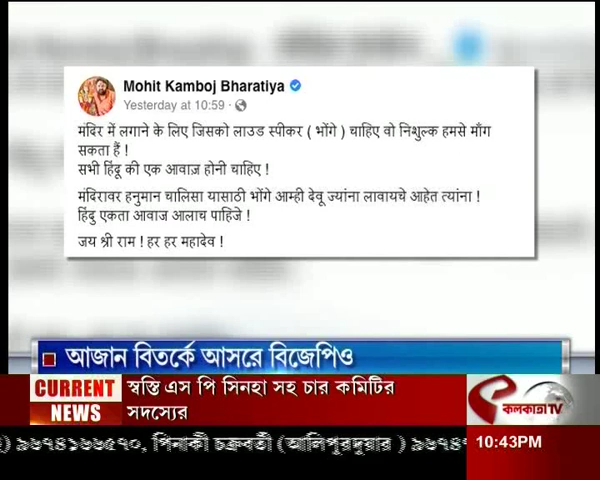 Mohit Kamboj Bharatiya
Yesterday at 10:59 ·
मंदिर में लगाने के लिए जिसको लाउड स्पीकर ( भोंगे ) चाहिए वो निशुल्क हमसे माँग
सकता हैं !
सभी हिंदू की एक आवाज़ होनी चाहिए !
मंदिरावर हनुमान चालिसा यासाठी भोंगे आम्ही देवू ज्यांना लावायचे आहेत त्यांना !
हिंदु एकता आवाज आलाच पाहिजे !
जय श्री राम ! हर हर महादेव !
আজান বিতর্কে আসরে বিজেপিও
CURRENT NEWS
স্বস্তি এস পি সিনহা সহ চার কমিটির
সদস্যের
কলকাতা TV
) ৯৬৭৪১৬৬৫৭০, পিনাকী চক্রবর্তী (আলিপুরদুয়ার ) ৯৬৭৪
10:43PM